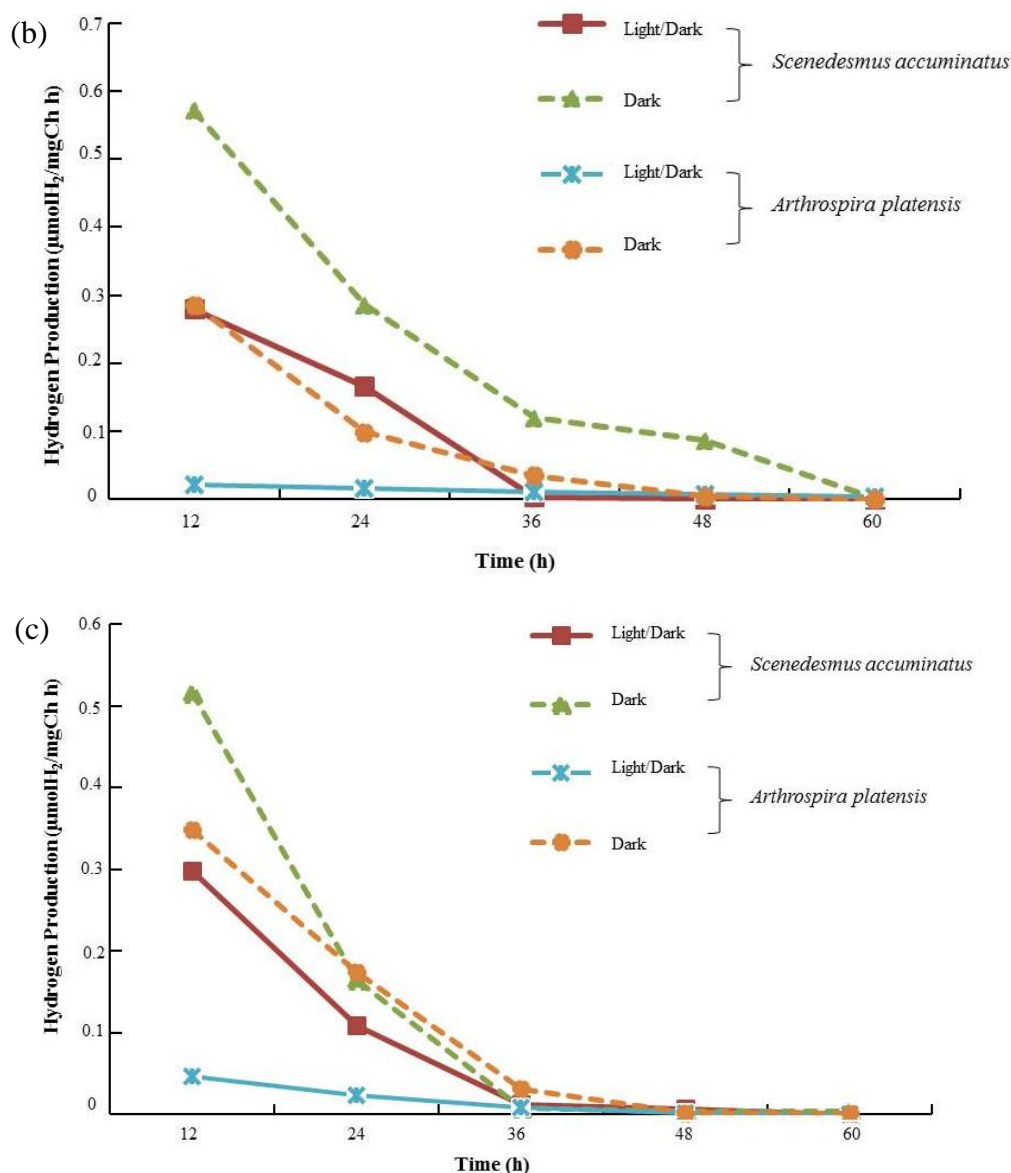 (b)
0.7
0.6
0.5
0.4
0.3
0.2
0.1
0
Hydrogen Production (µmolH₂/mgCh h)
12 24 36 48 60
Time (h)
Light/Dark
Dark
Scenedesmus accuminatus
Light/Dark
Dark
Arthrospira platensis
(c)
0.6
0.5
0.4
0.3
0.2
0.1
0
Hydrogen Production (µmolH₂/mgCh h)
12 24 36 48 60
Time (h)
Light/Dark
Dark
Scenedesmus accuminatus
Light/Dark
Dark
Arthrospira platensis